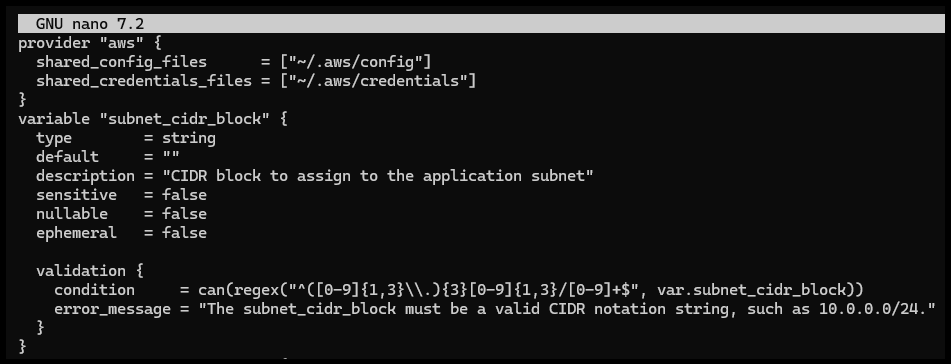 GNU nano 7.2
provider "aws" {
  shared_config_files      = ["~/.aws/config"]
  shared_credentials_files = ["~/.aws/credentials"]
}
variable "subnet_cidr_block" {
  type        = string
  default     = ""
  description = "CIDR block to assign to the application subnet"
  sensitive   = false
  nullable    = false
  ephemeral   = false

  validation {
    condition     = can(regex("^([0-9]{1,3}\\.){3}[0-9]{1,3}/[0-9]+$", var.subnet_cidr_block))
    error_message = "The subnet_cidr_block must be a valid CIDR notation string, such as 10.0.0.0/24."
  }
}